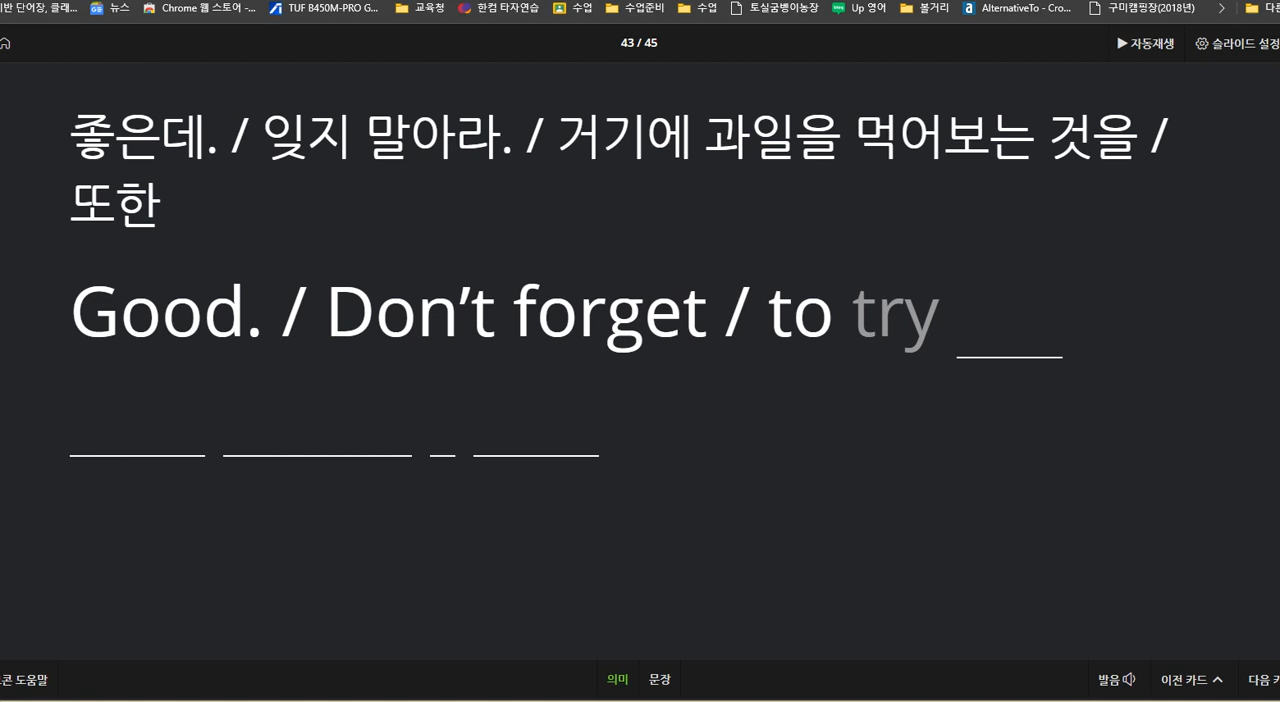 기반 단어장, 클래... 뉴스 Chrome 웹 스토어 -... TUF B450M-PRO G... 교육청 한컴 타자연습 수업 수업준비 수업 토실굼벵이농장 Up 영어 볼거리 AlternativeTo - Cro... 구미캠핑장(2018년)
43 / 45 자동재생 슬라이드 설정
좋은데. / 잊지 말아라. / 거기에 과일을 먹어보는 것을 /
또한
Good. / Don’t forget / to try
도움말 의미 문장 발음 이전 카드 다음